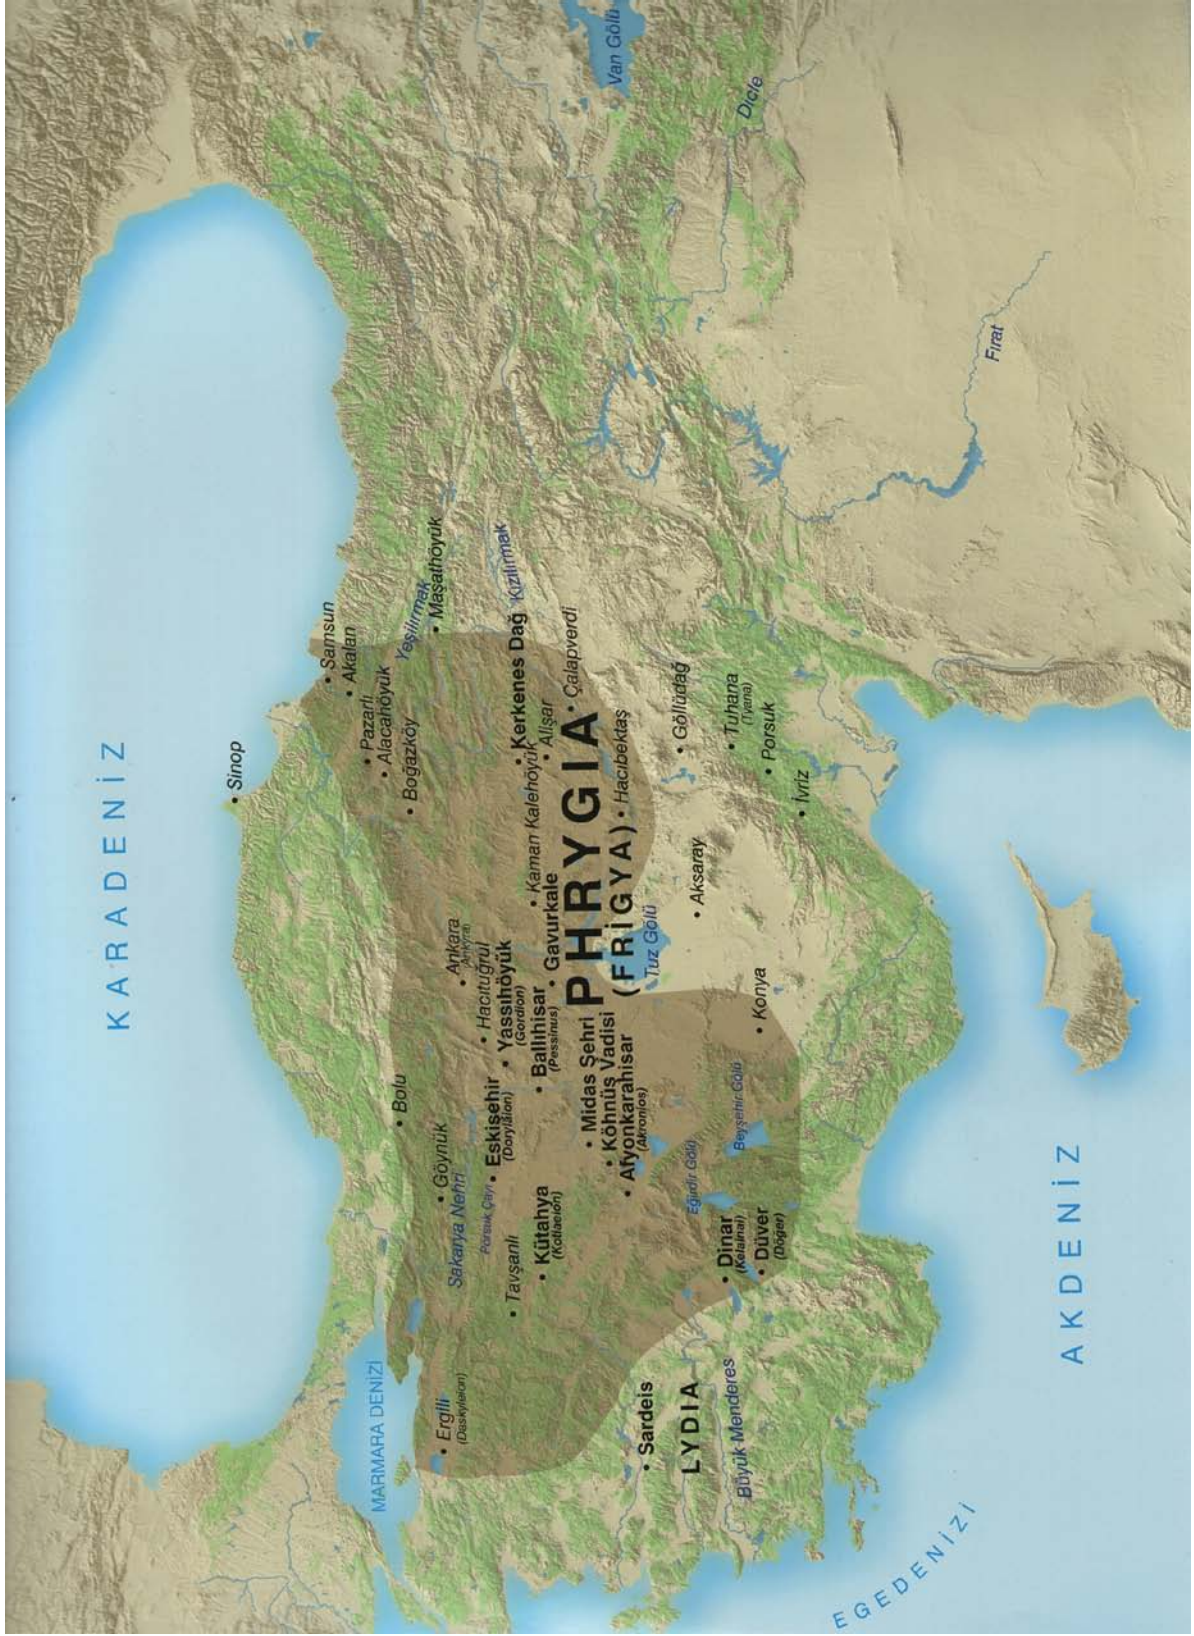 KARADENİZ
Sinop
Samsun
Akalan
Pazarlı
Alacahöyük
Boğazköy
Yeşilırmak
Maşathöyük
Bolu
MARMARA DENİZİ
Ergili
(Daskyleion)
Göynük
Sakarya Nehri
Porsuk Çayı
Eskişehir
(Dorylaion)
Ankara
(Ankyra)
Hacıtuğrul
Yassıhöyük
(Gordion)
Tavşanlı
Kütahya
(Kotiaeion)
Ballıhisar
(Pessinus)
Gavurkale
Kaman Kalehöyük
Kerkenes Dağ
Kızılırmak
Alişar
Çalapverdi
PHRYGIA
(FRİGYA)
Hacıbektaş
Midas Şehri
Köhnüş Vadisi
Afyonkarahisar
(Akronios)
Tuz Gölü
Van Gölü
Dicle
Fırat
Göllüdağ
Aksaray
Tuhana
(Tyana)
Porsuk
İvriz
Konya
Beyşehir Gölü
Eğirdir Gölü
Dinar
(Kelainai)
Düver
(Döğer)
Sardeis
LYDIA
Büyük Menderes
EGEDENİZİ
AKDENİZ